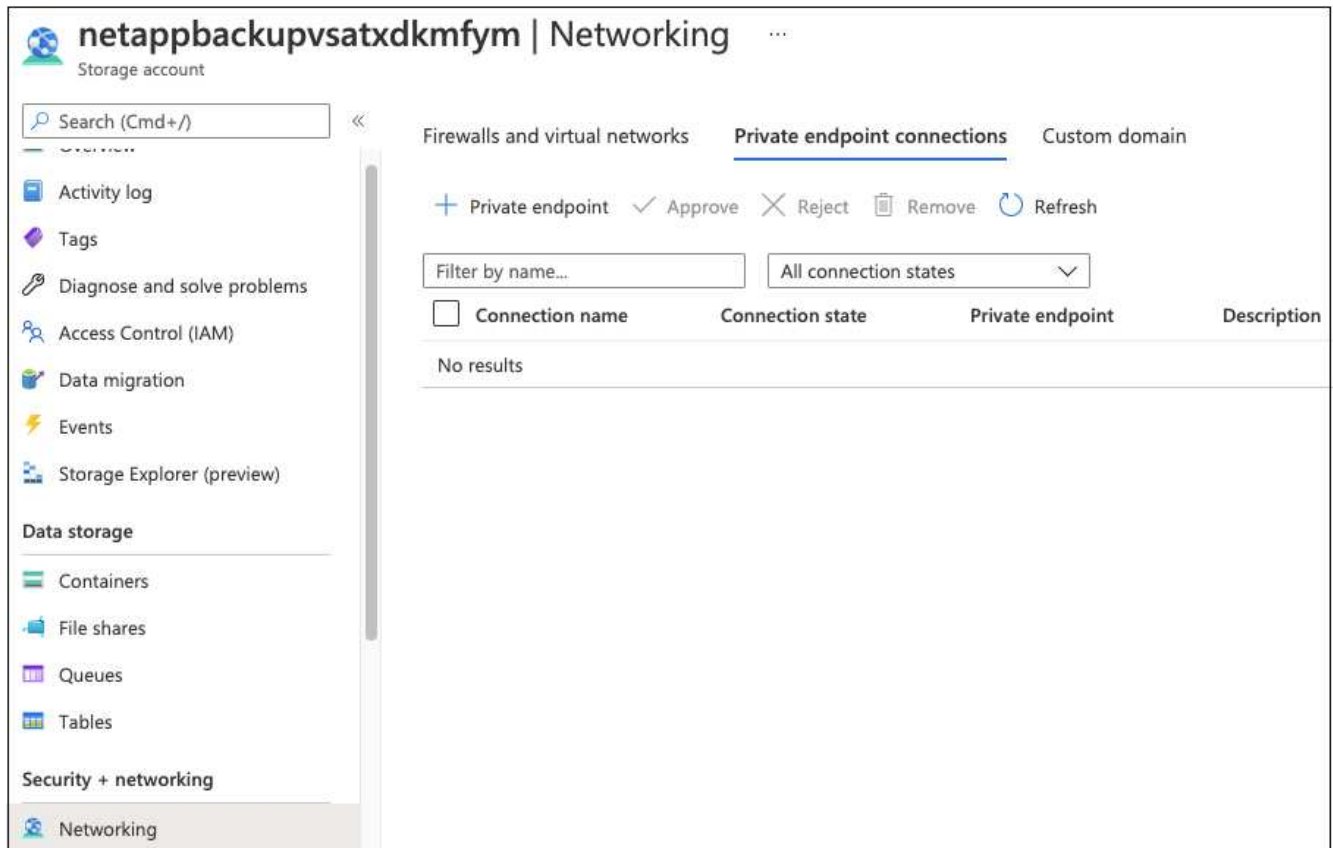 netappbackupvsatxdkmfym | Networking ...
Storage account
Search (Cmd+/)
«
Activity log
Tags
Diagnose and solve problems
Access Control (IAM)
Data migration
Events
Storage Explorer (preview)
Data storage
Containers
File shares
Queues
Tables
Security + networking
Networking
Firewalls and virtual networks Private endpoint connections Custom domain
+ Private endpoint Approve Reject Remove Refresh
Filter by name... All connection states
Connection name Connection state Private endpoint Description
No results